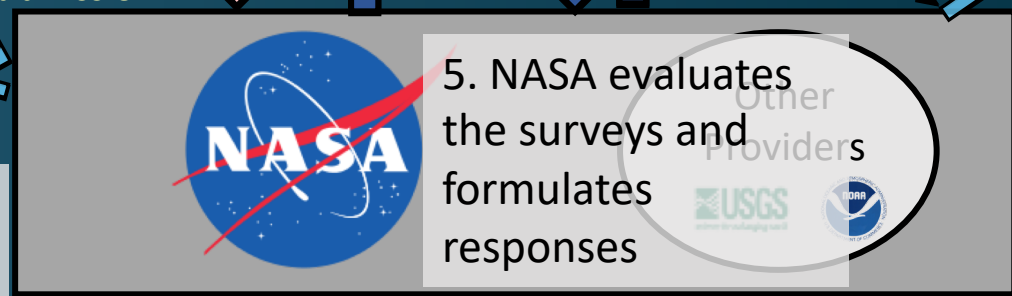 NASA
5. NASA evaluates
the surveys and
formulates
responses
Other
Providers
USGS
NOAA